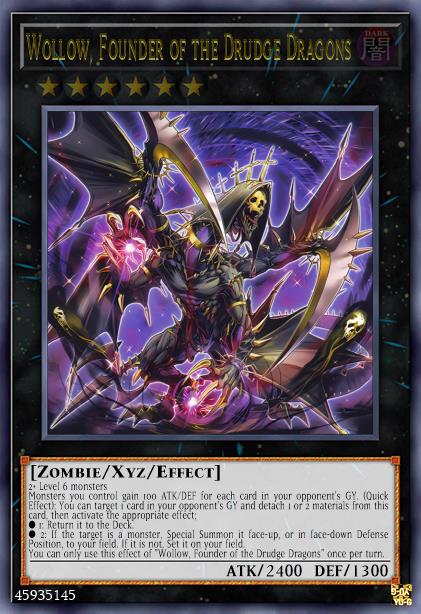 Wollow, Founder of the Drudge Dragons
DARK
闇
[Zombie/Xyz/Effect]
2+ Level 6 monsters
Monsters you control gain 100 ATK/DEF for each card in your opponent's GY. (Quick
Effect): You can target 1 card in your opponent's GY and detach 1 or 2 materials from this
card, then activate the appropriate effect;
● 1: Return it to the Deck.
● 2: If the target is a monster, Special Summon it face-up, or in face-down Defense
Position, to your field. If it is not, Set it on your field.
You can only use this effect of "Wollow, Founder of the Drudge Dragons" once per turn.
ATK/2400 DEF/1300
45935145